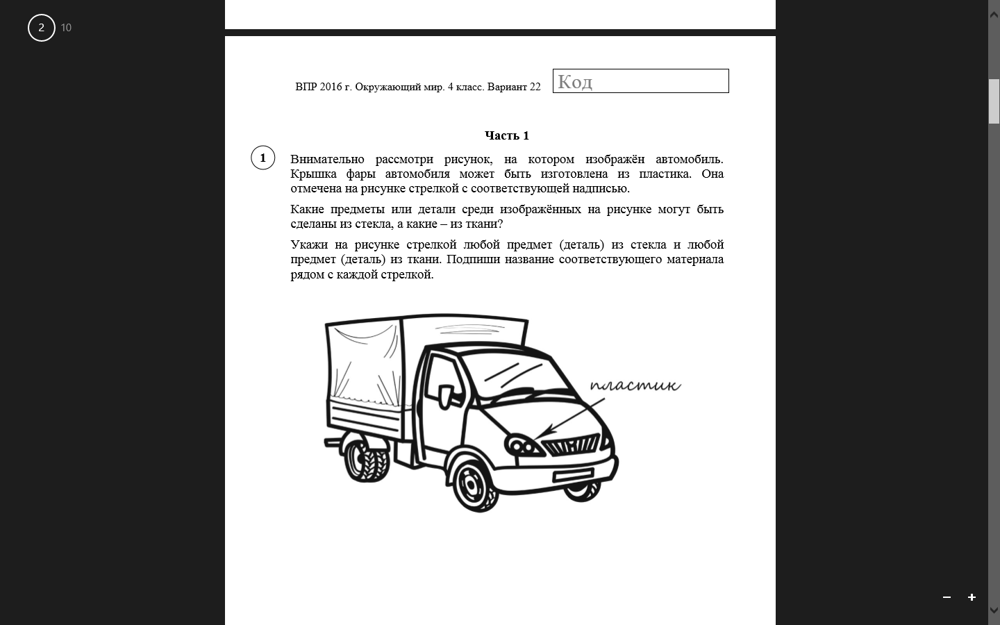 2 10
ВПР 2016 г. Окружающий мир. 4 класс. Вариант 22
Код
Часть 1
1
Внимательно рассмотри рисунок, на котором изображён автомобиль.
Крышка фары автомобиля может быть изготовлена из пластика. Она
отмечена на рисунке стрелкой с соответствующей надписью.
Какие предметы или детали среди изображённых на рисунке могут быть
сделаны из стекла, а какие – из ткани?
Укажи на рисунке стрелкой любой предмет (деталь) из стекла и любой
предмет (деталь) из ткани. Подпиши название соответствующего материала
рядом с каждой стрелкой.
пластик